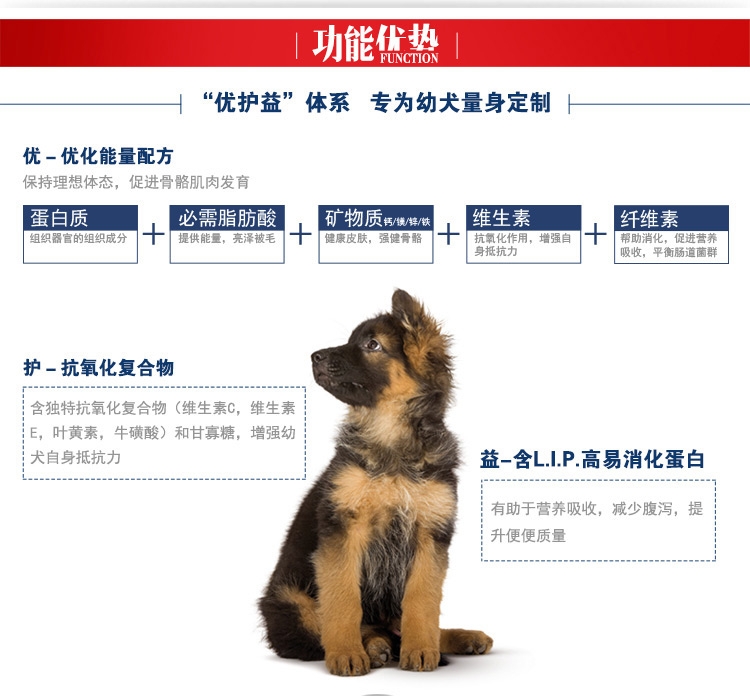 功能优势
FUNCTION
“优护益”体系 专为幼犬量身定制
优－优化能量配方
保持理想体态，促进骨骼肌肉发育
蛋白质
组织器官的组织成分
+
必需脂肪酸
提供能量，亮泽被毛
+
矿物质钙/镁/锌/铁
健康皮肤，强健骨骼
+
维生素
抗氧化作用，增强自
身抵抗力
+
纤维素
帮助消化，促进营养
吸收，平衡肠道菌群
护－抗氧化复合物
含独特抗氧化复合物（维生素C，维生素
E，叶黄素，牛磺酸）和甘寡糖，增强幼
犬自身抵抗力
益－含L.I.P.高易消化蛋白
有助于营养吸收，减少腹泻，提
升便便质量